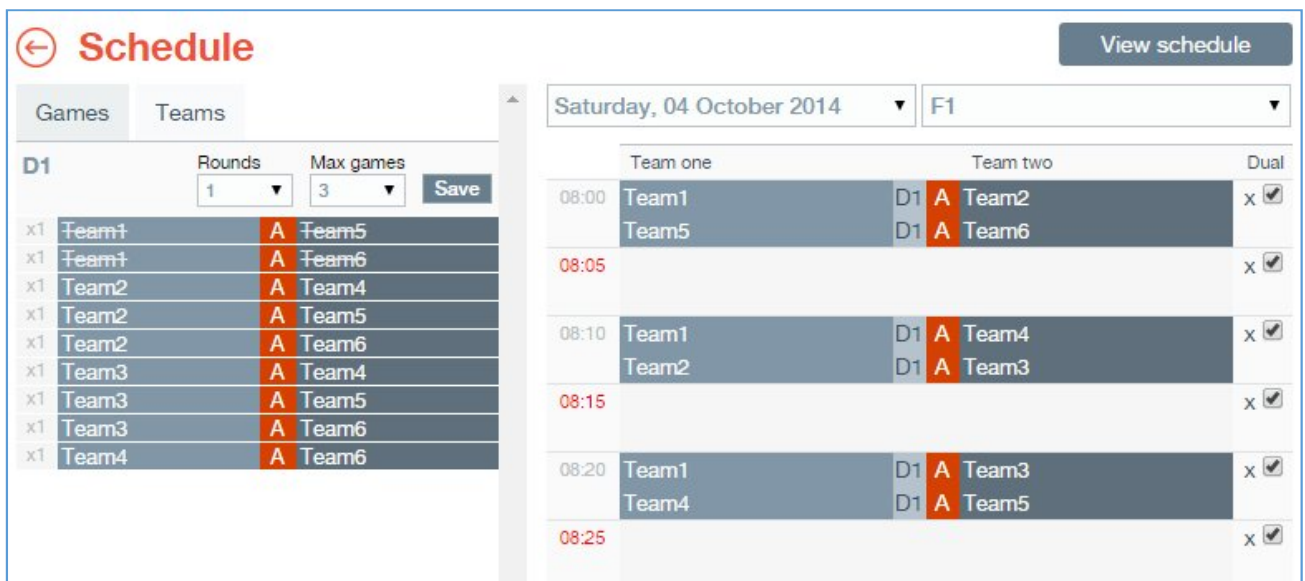 Schedule
View schedule
Games Teams
D1 Rounds Max games
1 3 Save
x1 Team1 A Team5
x1 Team1 A Team6
x1 Team2 A Team4
x1 Team2 A Team5
x1 Team2 A Team6
x1 Team3 A Team4
x1 Team3 A Team5
x1 Team3 A Team6
x1 Team4 A Team6
Saturday, 04 October 2014 F1
Team one Team two Dual
08:00 Team1 D1 A Team2 x
Team5 D1 A Team6
08:05 x
08:10 Team1 D1 A Team4 x
Team2 D1 A Team3
08:15 x
08:20 Team1 D1 A Team3 x
Team4 D1 A Team5
08:25 x